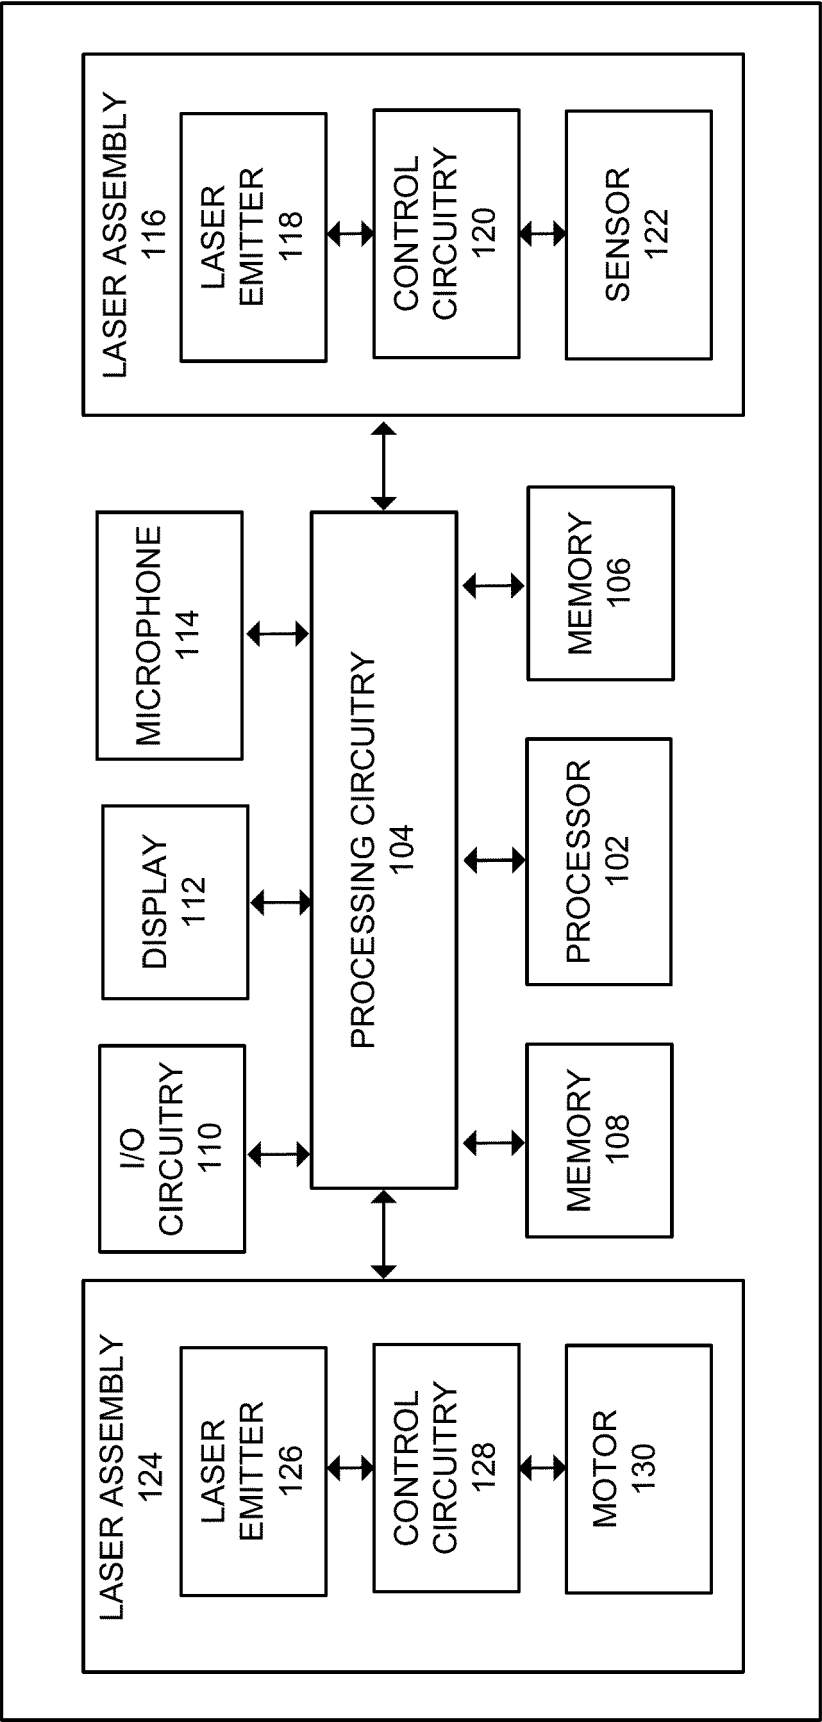 LASER ASSEMBLY
124
LASER
EMITTER
126
CONTROL
CIRCUITRY
128
MOTOR
130
I/O
CIRCUITRY
110
DISPLAY
112
MICROPHONE
114
PROCESSING CIRCUITRY
104
MEMORY
108
PROCESSOR
102
MEMORY
106
LASER ASSEMBLY
116
LASER
EMITTER
118
CONTROL
CIRCUITRY
120
SENSOR
122